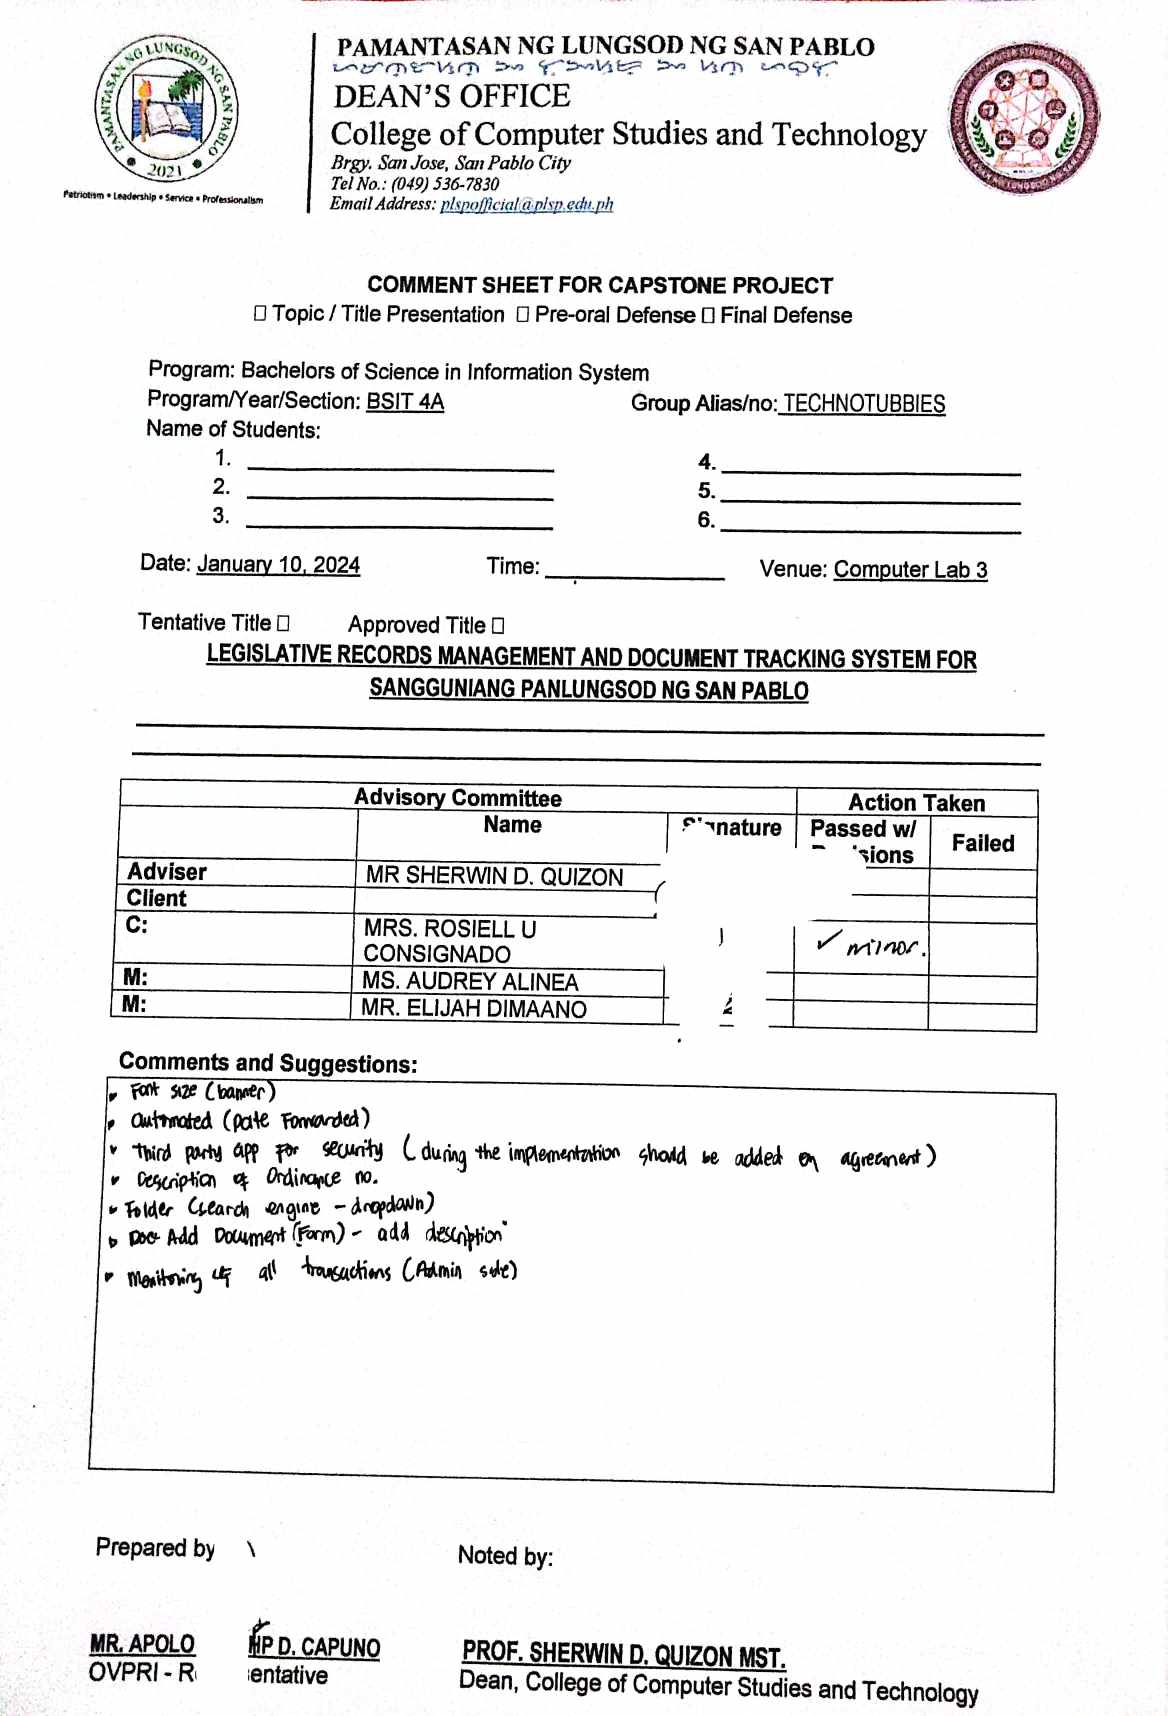 PAMANTASAN NG LUNGSOD NG SAN PABLO
DEAN'S OFFICE
College of Computer Studies and Technology
Brgy. San Jose, San Pablo City
Tel No.: (049) 536-7830
Email Address: plspofficial@plsp.edu.ph
PAMANTASAN NG LUNGSOD NG SAN PABLO
2021
Patriotism • Leadership • Service • Professionalism
COMMENT SHEET FOR CAPSTONE PROJECT
☐ Topic / Title Presentation ☐ Pre-oral Defense ☐ Final Defense
Program: Bachelors of Science in Information System
Program/Year/Section: BSIT 4A Group Alias/no: TECHNOTUBBIES
Name of Students:
1. 4.
2. 5.
3. 6.
Date: January 10, 2024 Time: Venue: Computer Lab 3
Tentative Title ☐ Approved Title ☐
LEGISLATIVE RECORDS MANAGEMENT AND DOCUMENT TRACKING SYSTEM FOR
SANGGUNIANG PANLUNGSOD NG SAN PABLO
Advisory Committee Action Taken
Name nature Passed w/ Failed
sions
Adviser MR SHERWIN D. QUIZON
Client
C: MRS. ROSIELL U
CONSIGNADO ✓ minor.
M: MS. AUDREY ALINEA
M: MR. ELIJAH DIMAANO
Comments and Suggestions:
• Font size (banner)
• Automated (Date Forwarded)
• Third party app for security (during the implementation should be added on agreement)
• Description of Ordinance no.
• Folder (search engine - dropdown)
• Add Document (Form) - add description
• Monitoring of all transactions (Admin side)
Prepared by Noted by:
MR. APOLO D. CAPUNO PROF. SHERWIN D. QUIZON MST.
OVPRI - R entative Dean, College of Computer Studies and Technology